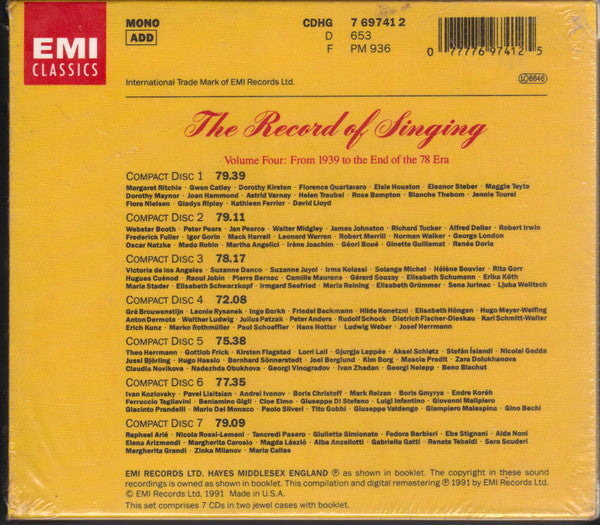 EMI
CLASSICS
MONO
ADD
CDHG 7 69741 2
D 653
F PM 936
0 77776 97412 5
International Trade Mark of EMI Records Ltd.
LC 6646
The Record of Singing
Volume Four: From 1939 to the End of the 78 Era
COMPACT DISC 1 79.39
Margaret Ritchie · Gwen Catley · Dorothy Kirsten · Florence Quartararo · Elsie Houston · Eleanor Steber · Maggie Teyte
Dorothy Maynor · Joan Hammond · Astrid Varnay · Helen Traubel · Rose Bampton · Blanche Thebom · Jennie Tourel
Flora Nielsen · Gladys Ripley · Kathleen Ferrier · David Lloyd
COMPACT DISC 2 79.11
Webster Booth · Peter Pears · Jan Peerce · Walter Midgley · James Johnston · Richard Tucker · Alfred Deller · Robert Irwin
Frederick Fuller · Igor Gorin · Mack Harrell · Leonard Warren · Robert Merrill · Norman Walker · George London
Oscar Natzke · Mado Robin · Martha Angelici · Irène Joachim · Géori Boué · Ginette Guillamat · Renée Doria
COMPACT DISC 3 78.17
Victoria de los Angeles · Suzanne Danco · Suzanne Juyol · Irma Kolassi · Solange Michel · Hélène Bouvier · Rita Gorr
Hugues Cuénod · Raoul Jobin · Pierre Bernac · Camille Maurane · Gérard Souzay · Elisabeth Schumann · Erika Köth
Maria Stader · Elisabeth Schwarzkopf · Irmgard Seefried · Maria Reining · Elisabeth Grümmer · Sena Jurinac · Ljuba Welitsch
COMPACT DISC 4 72.08
Gré Brouwenstijn · Leonie Rysanek · Inge Borkh · Friedel Beckmann · Hilde Konetzni · Elisabeth Höngen · Hugo Meyer-Welfing
Anton Dermota · Walther Ludwig · Julius Patzak · Peter Anders · Rudolf Schock · Dietrich Fischer-Dieskau · Karl Schmitt-Walter
Erich Kunz · Marko Rothmüller · Paul Schoeffler · Hans Hotter · Ludwig Weber · Josef Herrmann
COMPACT DISC 5 75.38
Theo Herrmann · Gottlob Frick · Kirsten Flagstad · Lorri Lail · Gjurgja Leppée · Aksel Schiøtz · Stefán Íslandi · Nicolai Gedda
Jussi Björling · Hugo Hasslo · Bernhard Sönnerstedt · Joel Berglund · Kim Borg · Mascia Predit · Zara Dolukhanova
Claudia Novikova · Nadezhda Obukhova · Georgi Vinogradov · Ivan Zhadan · Georgi Nelepp · Beno Blachut
COMPACT DISC 6 77.35
Ivan Kozlovsky · Pavel Lisitsian · Andrei Ivanov · Boris Christoff · Mark Reizen · Boris Gmyrya · Endre Koréh
Ferruccio Tagliavini · Beniamino Gigli · Cloe Elmo · Giuseppe Di Stefano · Luigi Infantino · Giovanni Malipiero
Giacinto Prandelli · Mario Del Monaco · Paolo Silveri · Tito Gobbi · Giuseppe Valdengo · Giampiero Malaspina · Gino Bechi
COMPACT DISC 7 79.09
Raphael Arié · Nicola Rossi-Lemeni · Tancredi Pasero · Giulietta Simionato · Fedora Barbieri · Ebe Stignani · Alda Noni
Elena Arizmendi · Margherita Carosio · Magda László · Alba Anzellotti · Gabriella Gatti · Renata Tebaldi · Sara Scuderi
Margherita Grandi · Zinka Milanov · Maria Callas
EMI RECORDS LTD. HAYES MIDDLESEX ENGLAND ℗ as shown in booklet. The copyright in these sound
recordings is owned as shown in booklet. This compilation and digital remastering ℗ 1991 by EMI Records Ltd.
© EMI Records Ltd, 1991 Made in U.S.A.
This set comprises 7 CDs in two jewel cases with booklet.